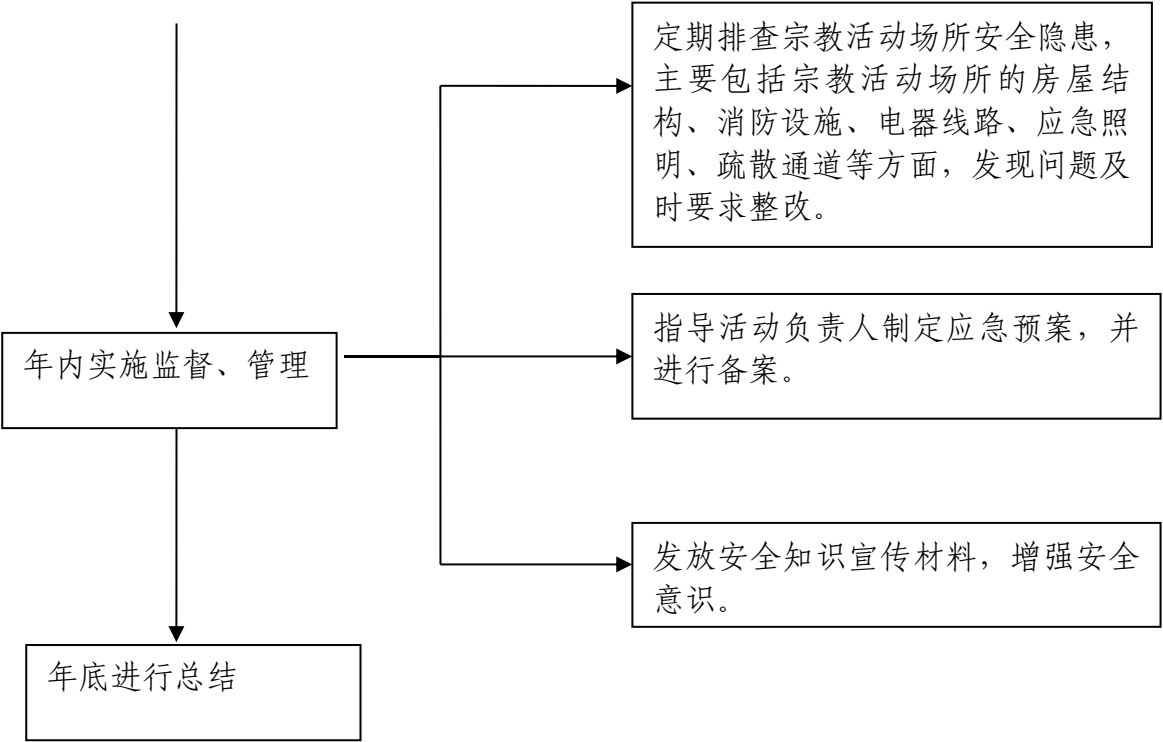 定期排查宗教活动场所安全隐患，
主要包括宗教活动场所的房屋结
构、消防设施、电器线路、应急照
明、疏散通道等方面，发现问题及
时要求整改。
年内实施监督、管理
指导活动负责人制定应急预案，并
进行备案。
发放安全知识宣传材料，增强安全
意识。
年底进行总结